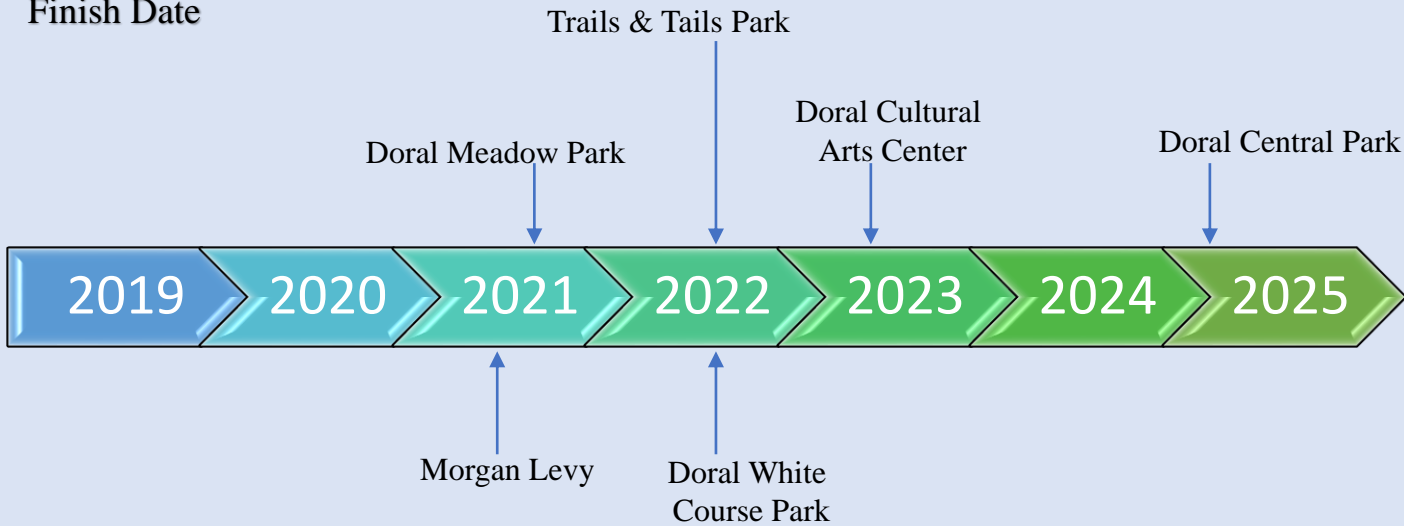 Finish Date
Trails & Tails Park
Doral Cultural
Arts Center
Doral Meadow Park
Doral Central Park
2019
2020
2021
2022
2023
2024
2025
Morgan Levy
Doral White
Course Park